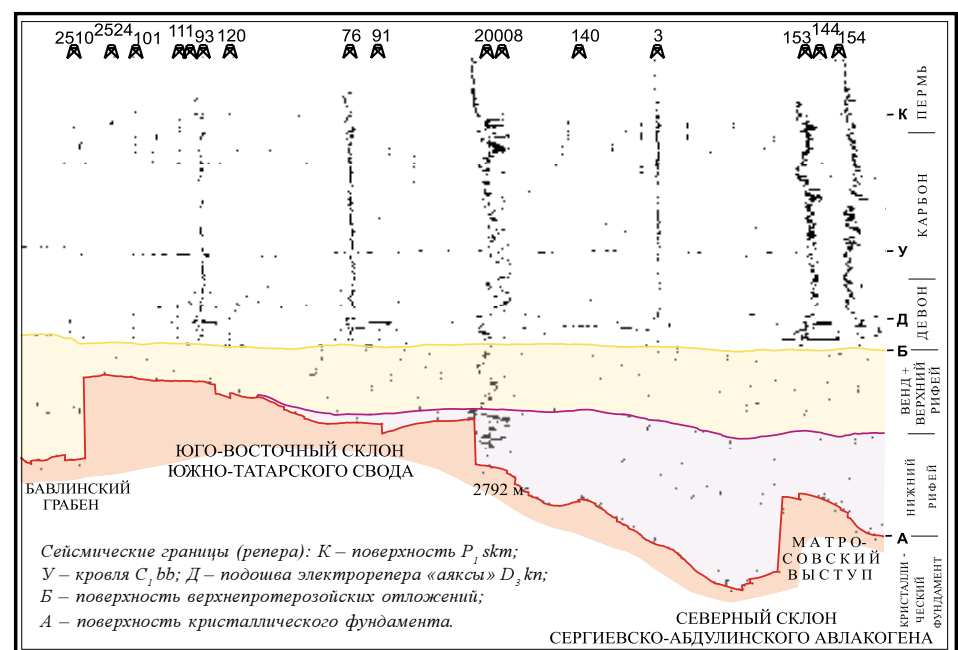 2510 2524 101 111 93 120 76 91 20008 140 3 153 144 154
ПЕРМЬ
К
КАРБОН
У
ДЕВОН
Д
Б
ВЕНД +
ВЕРХНИЙ
РИФЕЙ
НИЖНИЙ
РИФЕЙ
А
КРИСТАЛЛИ -
ЧЕСКИЙ
ФУНДАМЕНТ
ЮГО-ВОСТОЧНЫЙ СКЛОН
ЮЖНО-ТАТАРСКОГО СВОДА
БАВЛИНСКИЙ
ГРАБЕН
2792 м
МАТРО-
СОВСКИЙ
ВЫСТУП
Сейсмические границы (репера): К – поверхность P₁ skm;
У – кровля C₁ bb; Д – подошва электрорепера «аяксы» D₃ kn;
Б – поверхность верхнепротерозойских отложений;
А – поверхность кристаллического фундамента.
СЕВЕРНЫЙ СКЛОН
СЕРГИЕВСКО-АБДУЛИНСКОГО АВЛАКОГЕНА